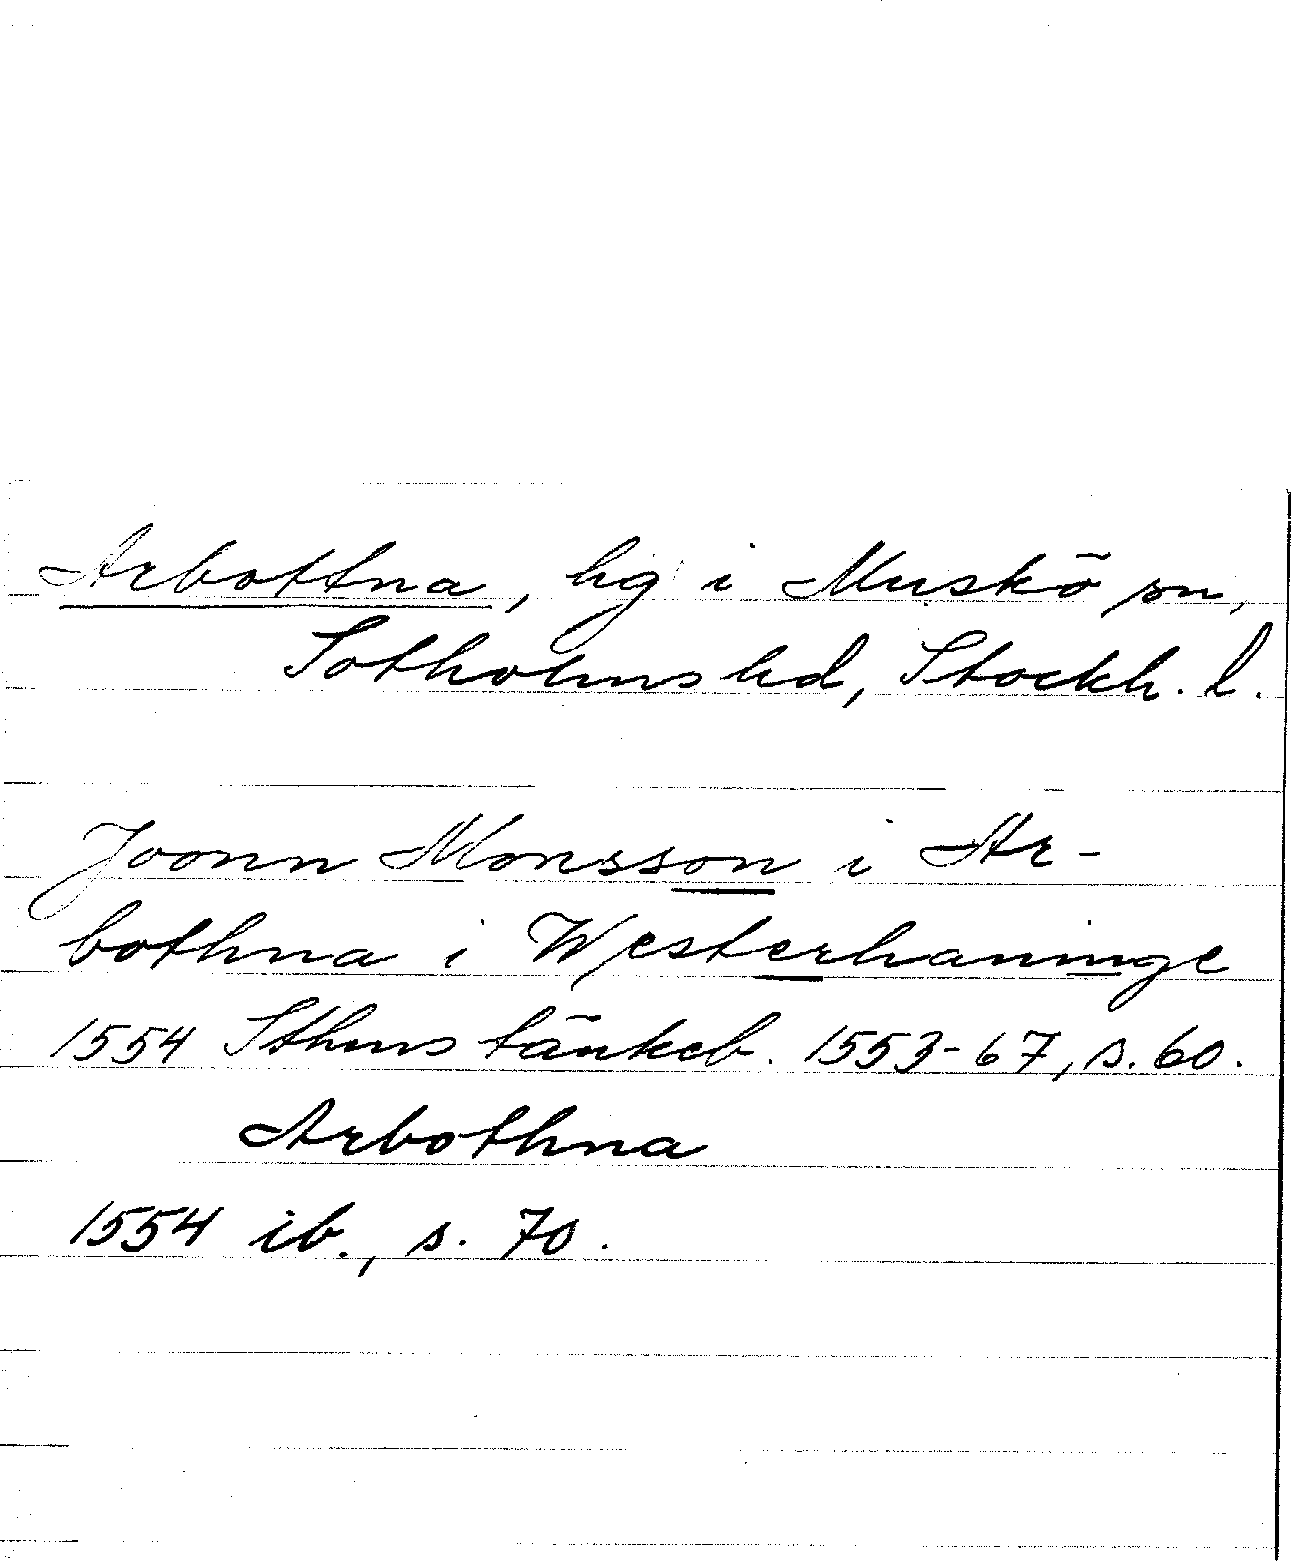 Arbottna, hg i Muskö sn,
Sotholms hd, Stockh. l.
Joonn Monsson i Ar-
bothna i Westerhaninge
1554 Sthms tänkeb. 1553-67, s. 60.
Arbothna
1554 ib., s. 70.